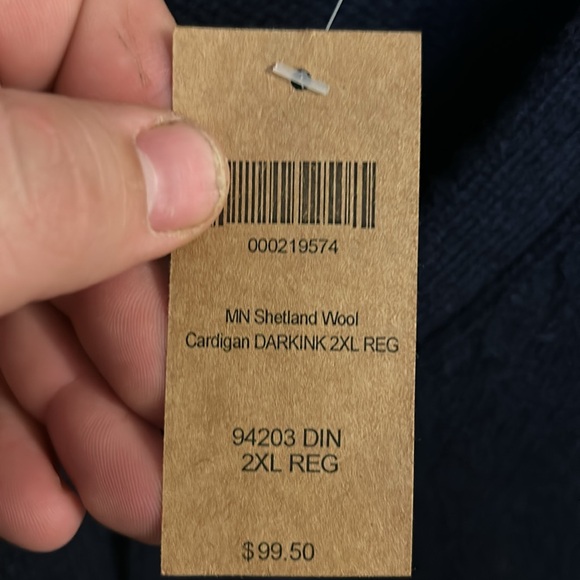 000219574
MN Shetland Wool
Cardigan DARKINK 2XL REG
94203 DIN
2XL REG
$99.50